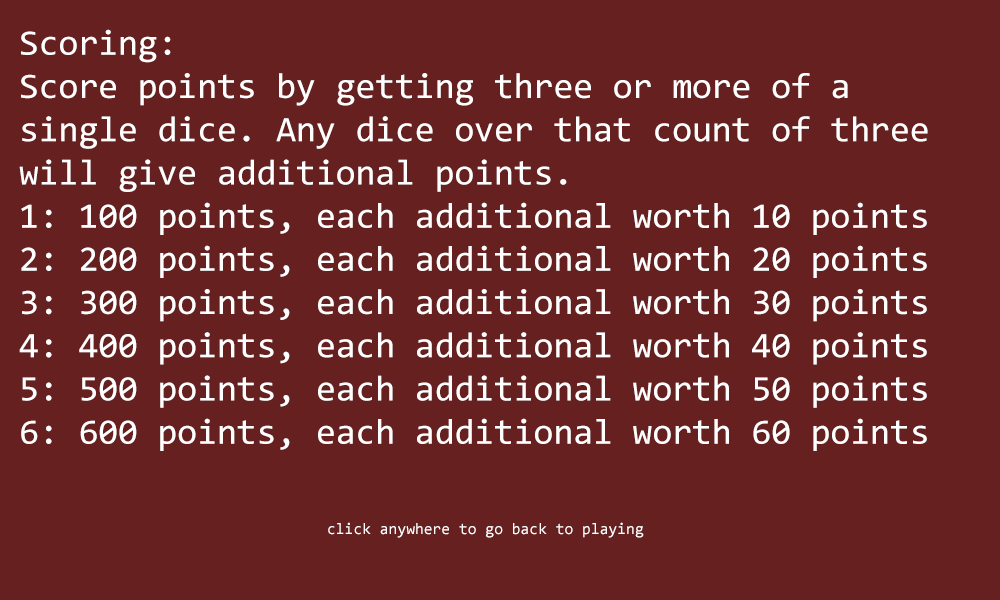 Scoring:
Score points by getting three or more of a
single dice. Any dice over that count of three
will give additional points.
1: 100 points, each additional worth 10 points
2: 200 points, each additional worth 20 points
3: 300 points, each additional worth 30 points
4: 400 points, each additional worth 40 points
5: 500 points, each additional worth 50 points
6: 600 points, each additional worth 60 points
click anywhere to go back to playing